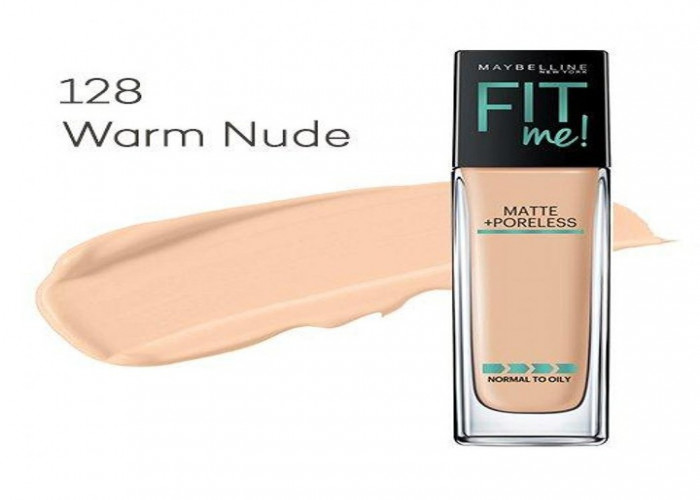 128
Warm Nude
MAYBELLINE
NEW YORK
FIT
me!
MATTE
+PORELESS
NORMAL TO OILY